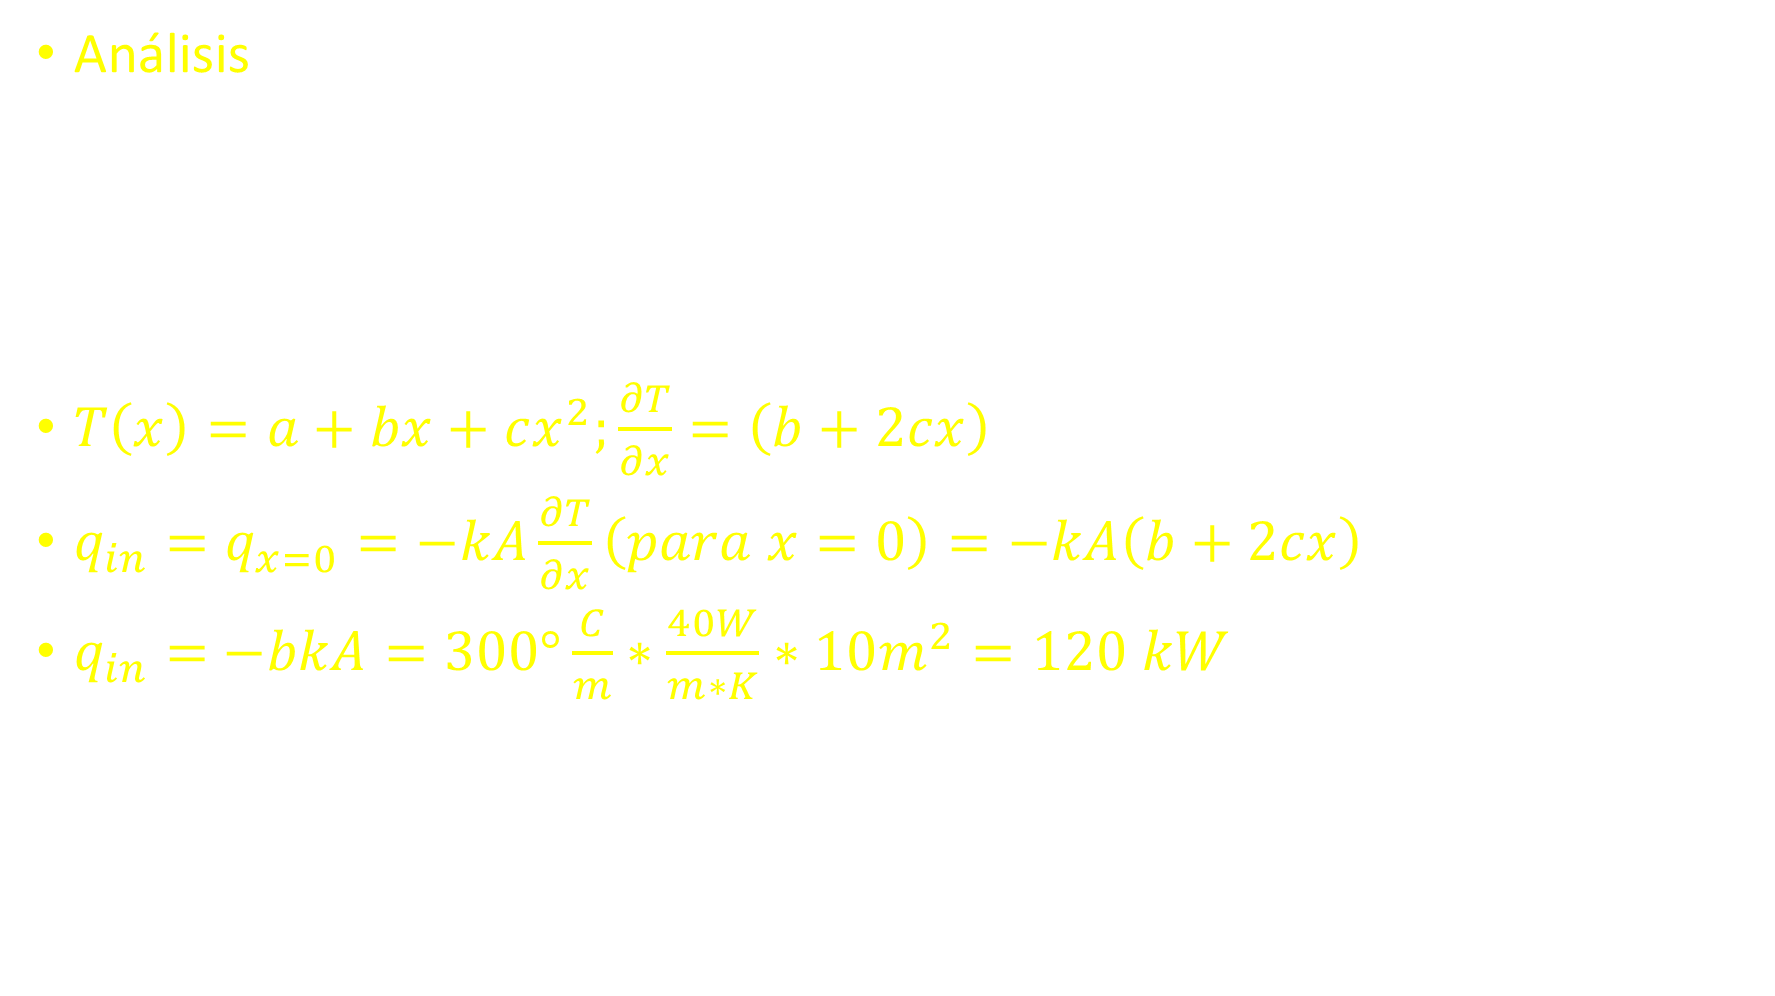 • Análisis
• T(x) = a + bx + cx²; ∂T/∂x = (b + 2cx)
• q_in = q_x=0 = −kA ∂T/∂x (para x = 0) = −kA(b + 2cx)
• q_in = −bkA = 300° C/m ∗ 40W/m∗K ∗ 10m² = 120 kW